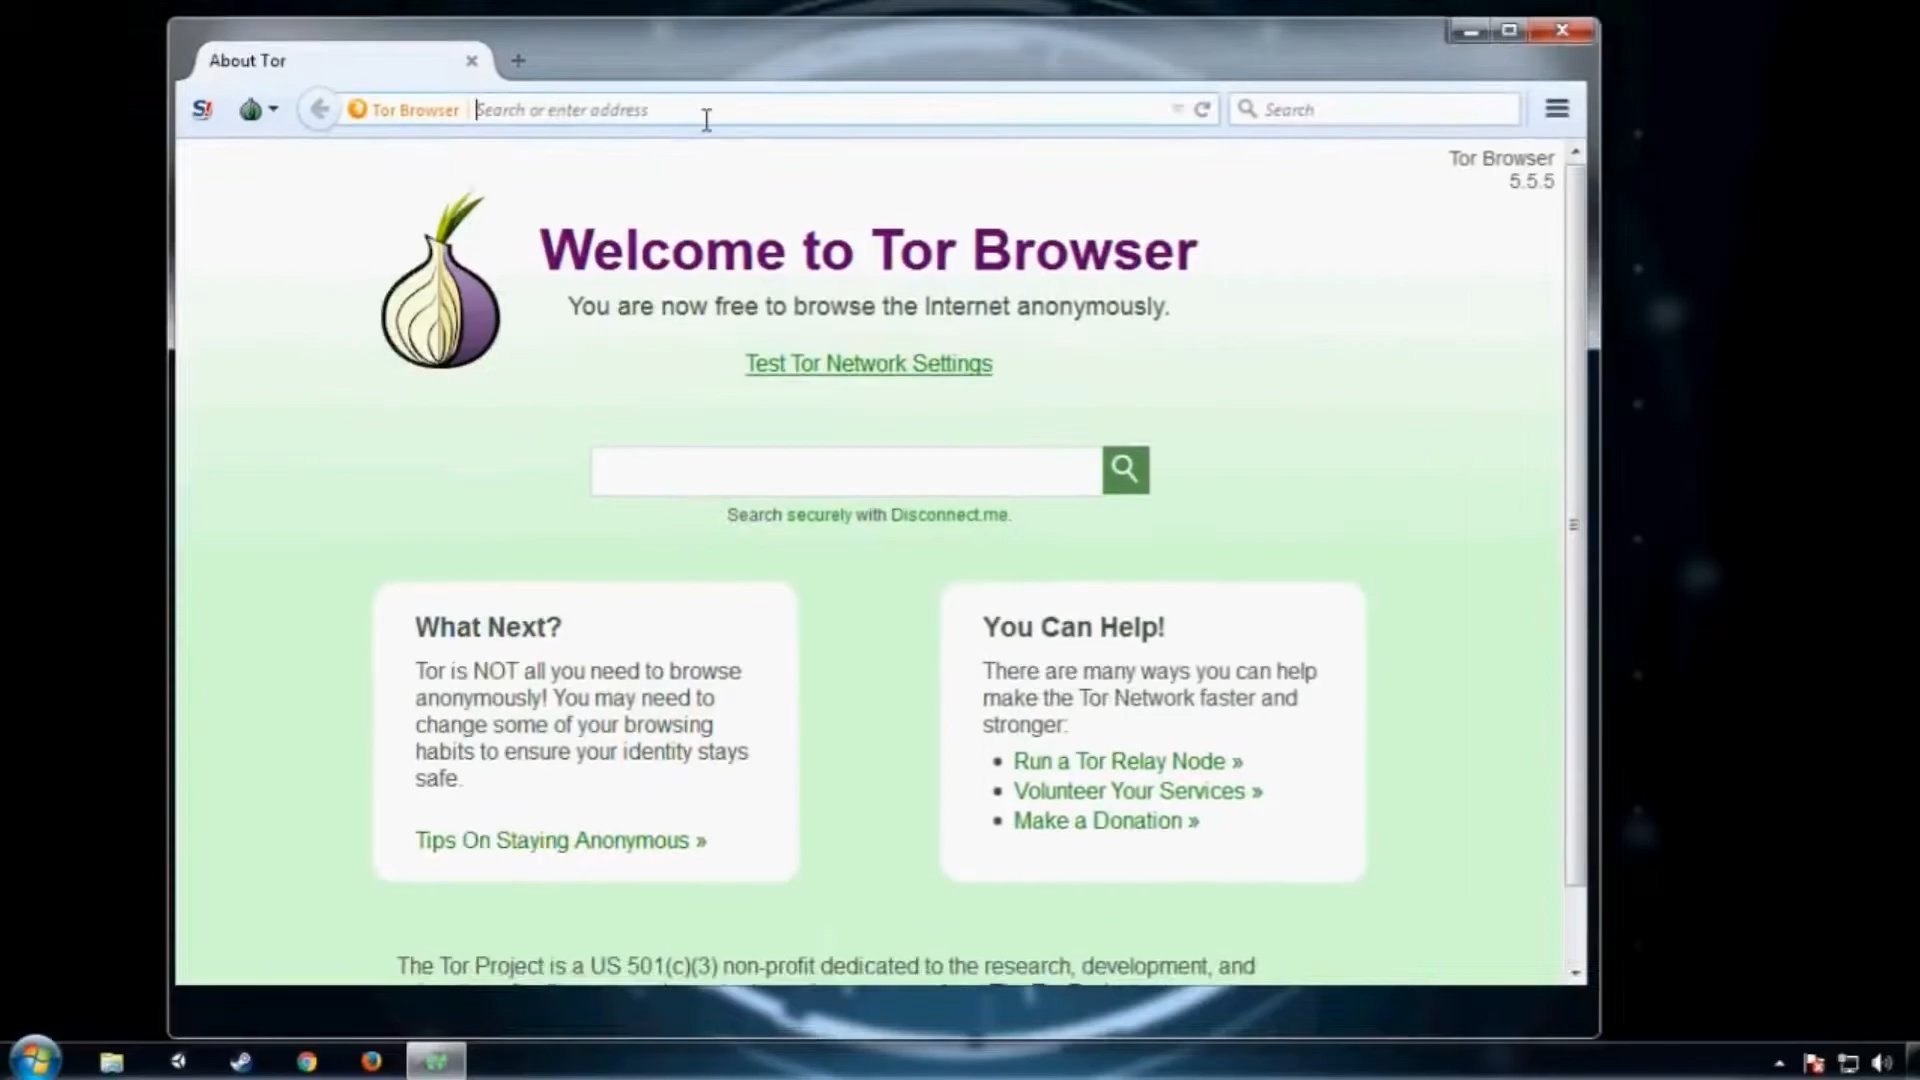 About Tor
S!
Tor Browser
Search or enter address
Search
Tor Browser
5.5.5
Welcome to Tor Browser
You are now free to browse the Internet anonymously.
Test Tor Network Settings
Search securely with Disconnect.me.
What Next?
Tor is NOT all you need to browse
anonymously! You may need to
change some of your browsing
habits to ensure your identity stays
safe.
Tips On Staying Anonymous »
You Can Help!
There are many ways you can help
make the Tor Network faster and
stronger:
• Run a Tor Relay Node »
• Volunteer Your Services »
• Make a Donation »
The Tor Project is a US 501(c)(3) non-profit dedicated to the research, development, and